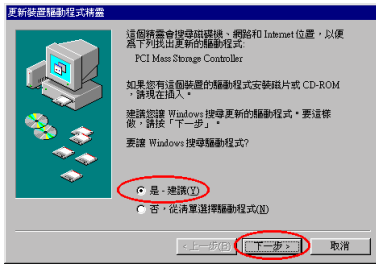 更新裝置驅動程式精靈
這個精靈會搜尋磁碟機、網路和 Internet 位置,以便
為下列找出更新的驅動程式:
PCI Mass Storage Controller
如果您有這個裝置的驅動程式安裝磁片或 CD-ROM
,請現在插入。
建議您讓 Windows 搜尋更新的驅動程式。要這樣
做,請按「下一步」。
要讓 Windows 搜尋驅動程式?
是 - 建議(Y)
否,從清單選擇驅動程式(N)
< 上一步(B)
下一步 >
取消